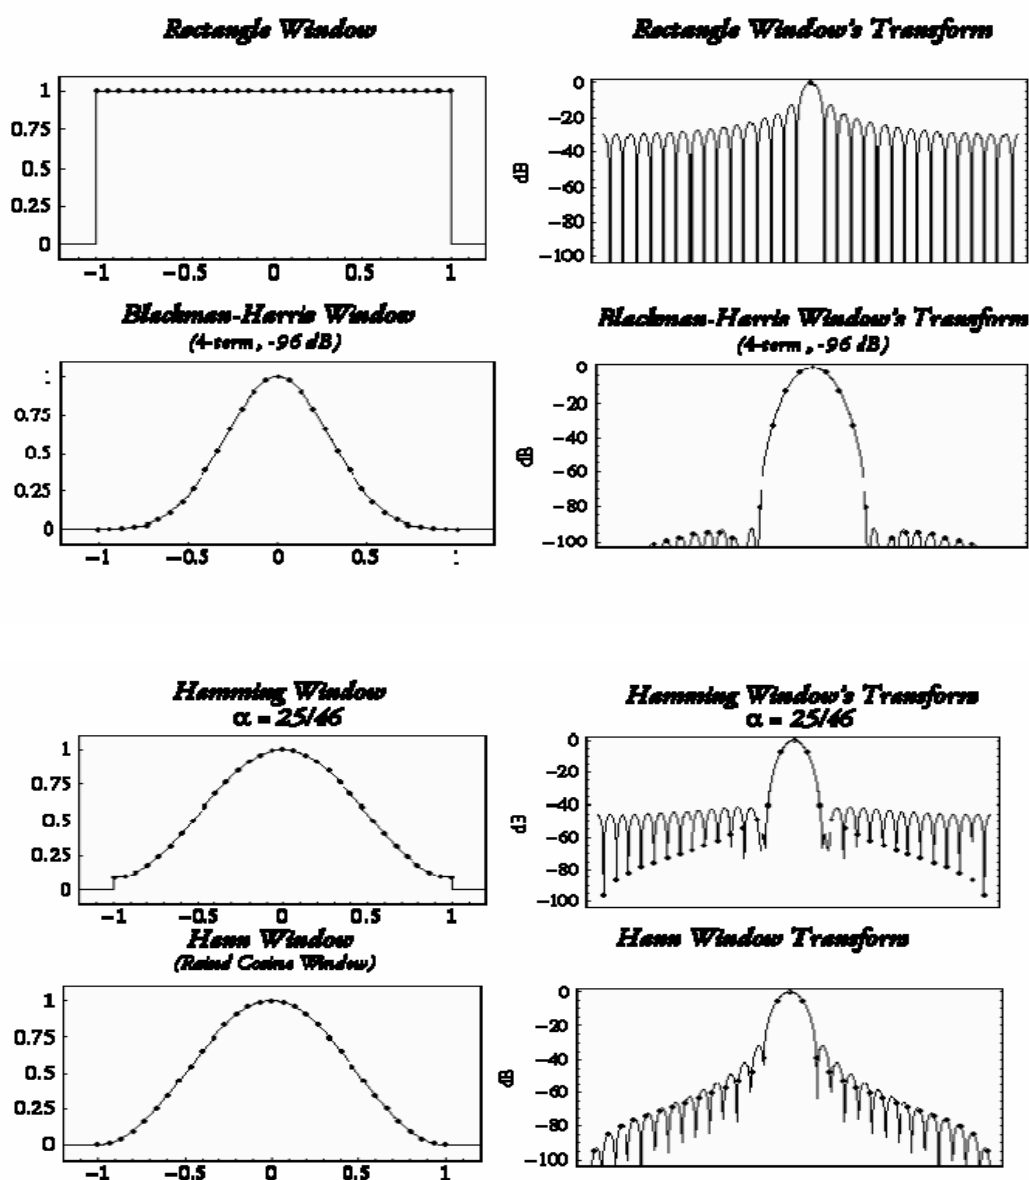 Rectangle Window
Rectangle Window's Transform
1
0.75
0.5
0.25
0
−1 −0.5 0 0.5 1
0
−20
−40
−60
−80
−100
dB
Blackman-Harris Window
(4-term, -96 dB)
Blackman-Harris Window's Transform
(4-term, -96 dB)
0.75
0.5
0.25
0
−1 −0.5 0 0.5
0
−20
−40
−60
−80
−100
dB
Hamming Window
α = 25/46
Hamming Window's Transform
α = 25/46
1
0.75
0.5
0.25
0
−1 −0.5 0 0.5 1
0
−20
−40
−60
−80
−100
dB
Hann Window
(Raised Cosine Window)
Hann Window Transform
1
0.75
0.5
0.25
0
−1 −0.5 0 0.5 1
0
−20
−40
−60
−80
−100
dB